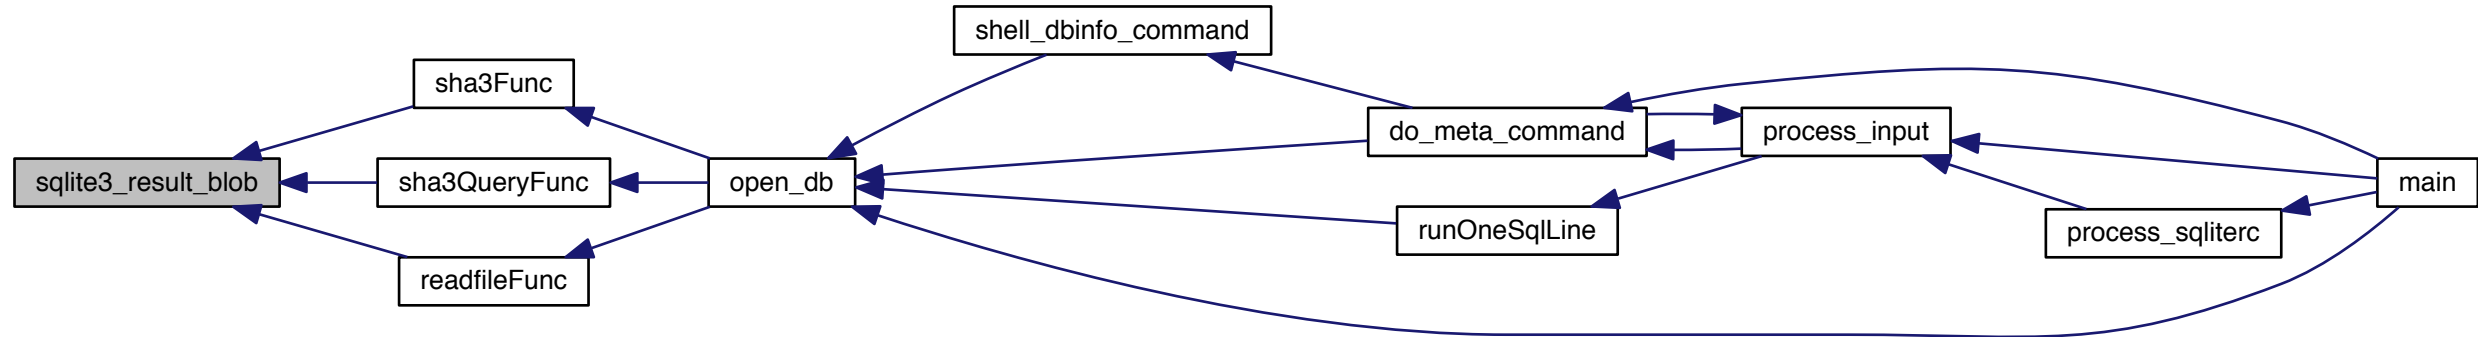 shell_dbinfo_command
sha3Func
do_meta_command
process_input
sqlite3_result_blob
sha3QueryFunc
open_db
main
runOneSqlLine
process_sqliterc
readfileFunc